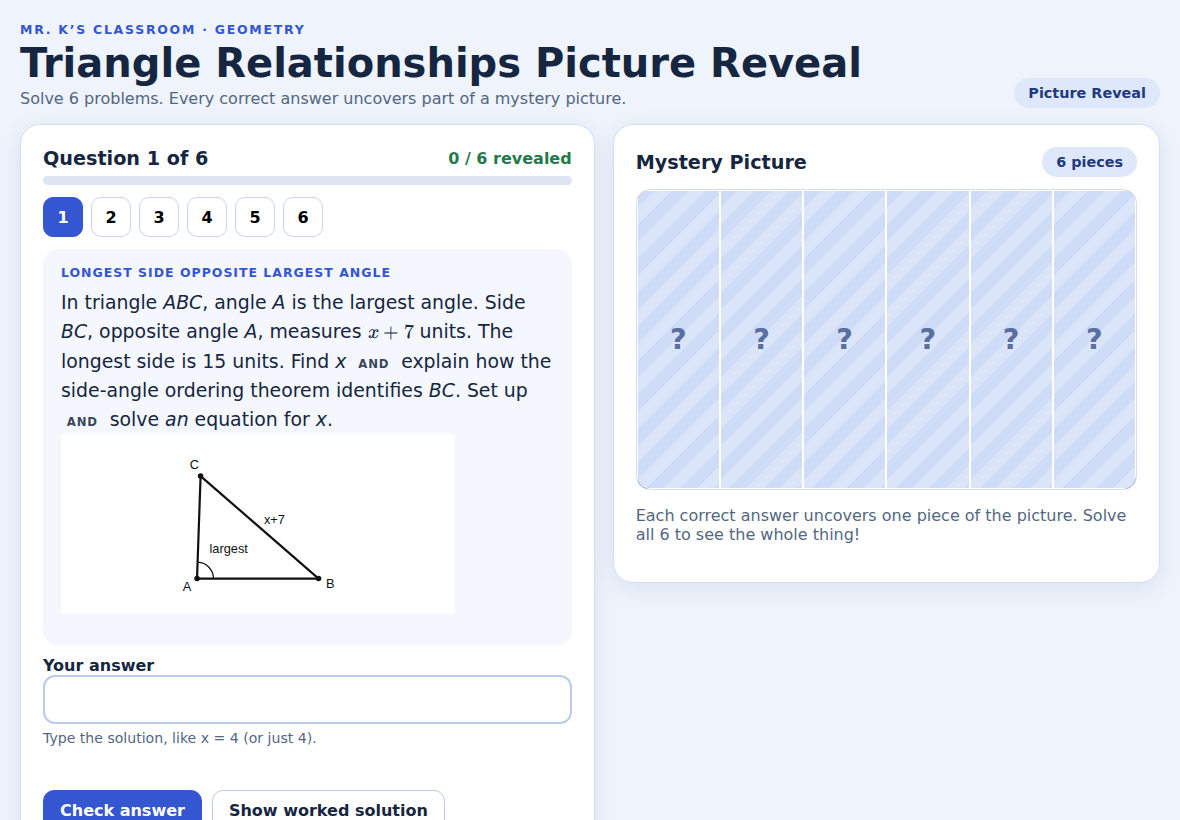 MR. K’S CLASSROOM · GEOMETRY
Triangle Relationships Picture Reveal
Solve 6 problems. Every correct answer uncovers part of a mystery picture.
Picture Reveal
Question 1 of 6
0 / 6 revealed
1 2 3 4 5 6
LONGEST SIDE OPPOSITE LARGEST ANGLE
In triangle ABC, angle A is the largest angle. Side
BC, opposite angle A, measures x + 7 units. The
longest side is 15 units. Find x AND explain how the
side-angle ordering theorem identifies BC. Set up
AND solve an equation for x.
C
x+7
largest
A
B
Your answer
Type the solution, like x = 4 (or just 4).
Check answer
Show worked solution
Mystery Picture
6 pieces
? ? ? ? ? ?
Each correct answer uncovers one piece of the picture. Solve
all 6 to see the whole thing!